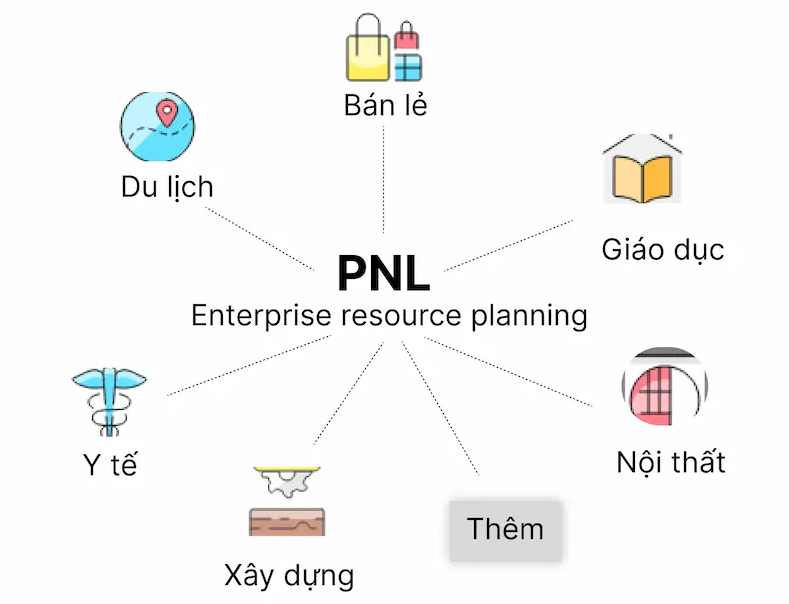 Bán lẻ
Du lịch
Giáo dục
PNL
Enterprise resource planning
Y tế
Nội thất
Thêm
Xây dựng